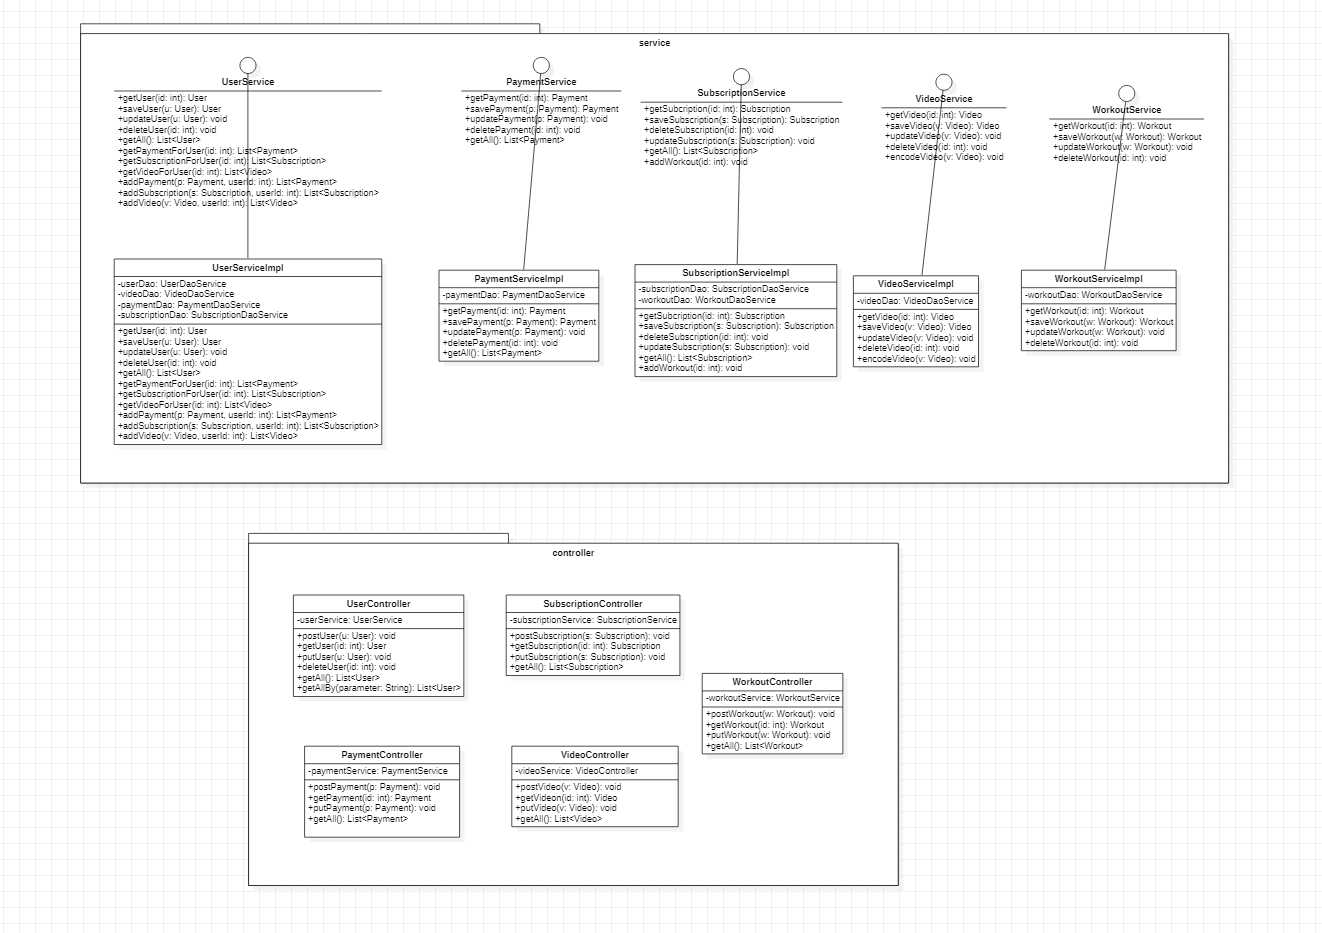 service
UserService
+getUser(id: int): User
+saveUser(u: User): User
+updateUser(u: User): void
+deleteUser(id: int): void
+getAll(): List<User>
+getPaymentForUser(id: int): List<Payment>
+getSubscriptionForUser(id: int): List<Subscription>
+getVideoForUser(id: int): List<Video>
+addPayment(p: Payment, userId: int): List<Payment>
+addSubscription(s: Subscription, userId: int): List<Subscription>
+addVideo(v: Video, userId: int): List<Video>
PaymentService
+getPayment(id: int): Payment
+savePayment(p: Payment): Payment
+updatePayment(p: Payment): void
+deletePayment(id: int): void
+getAll(): List<Payment>
SubscriptionService
+getSubcription(id: int): Subscription
+saveSubscription(s: Subscription): Subscription
+deleteSubscription(id: int): void
+updateSubscription(s: Subscription): void
+getAll(): List<Subscription>
+addWorkout(id: int): void
VideoService
+getVideo(id: int): Video
+saveVideo(v: Video): Video
+updateVideo(v: Video): void
+deleteVideo(id: int): void
+encodeVideo(v: Video): void
WorkoutService
+getWorkout(id: int): Workout
+saveWorkout(w: Workout): Workout
+updateWorkout(w: Workout): void
+deleteWorkout(id: int): void
UserServiceImpl
-userDao: UserDaoService
-videoDao: VideoDaoService
-paymentDao: PaymentDaoService
-subscriptionDao: SubscriptionDaoService
+getUser(id: int): User
+saveUser(u: User): User
+updateUser(u: User): void
+deleteUser(id: int): void
+getAll(): List<User>
+getPaymentForUser(id: int): List<Payment>
+getSubscriptionForUser(id: int): List<Subscription>
+getVideoForUser(id: int): List<Video>
+addPayment(p: Payment, userId: int): List<Payment>
+addSubscription(s: Subscription, userId: int): List<Subscription>
+addVideo(v: Video, userId: int): List<Video>
PaymentServiceImpl
-paymentDao: PaymentDaoService
+getPayment(id: int): Payment
+savePayment(p: Payment): Payment
+updatePayment(p: Payment): void
+deletePayment(id: int): void
+getAll(): List<Payment>
SubscriptionServiceImpl
-subscriptionDao: SubscriptionDaoService
-workoutDao: WorkoutDaoService
+getSubcription(id: int): Subscription
+saveSubscription(s: Subscription): Subscription
+deleteSubscription(id: int): void
+updateSubscription(s: Subscription): void
+getAll(): List<Subscription>
+addWorkout(id: int): void
VideoServiceImpl
-videoDao: VideoDaoService
+getVideo(id: int): Video
+saveVideo(v: Video): Video
+updateVideo(v: Video): void
+deleteVideo(id: int): void
+encodeVideo(v: Video): void
WorkoutServiceImpl
-workoutDao: WorkoutDaoService
+getWorkout(id: int): Workout
+saveWorkout(w: Workout): Workout
+updateWorkout(w: Workout): void
+deleteWorkout(id: int): void
controller
UserController
-userService: UserService
+postUser(u: User): void
+getUser(id: int): User
+putUser(u: User): void
+deleteUser(id: int): void
+getAll(): List<User>
+getAllBy(parameter: String): List<User>
SubscriptionController
-subscriptionService: SubscriptionService
+postSubscription(s: Subscription): void
+getSubscription(id: int): Subscription
+putSubscription(s: Subscription): void
+getAll(): List<Subscription>
WorkoutController
-workoutService: WorkoutService
+postWorkout(w: Workout): void
+getWorkout(id: int): Workout
+putWorkout(w: Workout): void
+getAll(): List<Workout>
PaymentController
-paymentService: PaymentService
+postPayment(p: Payment): void
+getPayment(id: int): Payment
+putPayment(p: Payment): void
+getAll(): List<Payment>
VideoController
-videoService: VideoController
+postVideo(v: Video): void
+getVideon(id: int): Video
+putVideo(v: Video): void
+getAll(): List<Video>